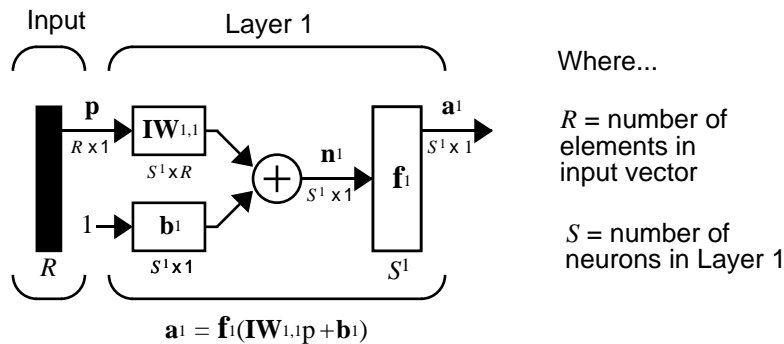 Input
Layer 1
Where...
p
R x 1
IW1,1
S1 x R
1
b1
S1 x 1
n1
S1 x 1
f1
a1
S1 x 1
R
S1
R = number of
elements in
input vector
S = number of
neurons in Layer 1
a1 = f1(IW1,1p+b1)